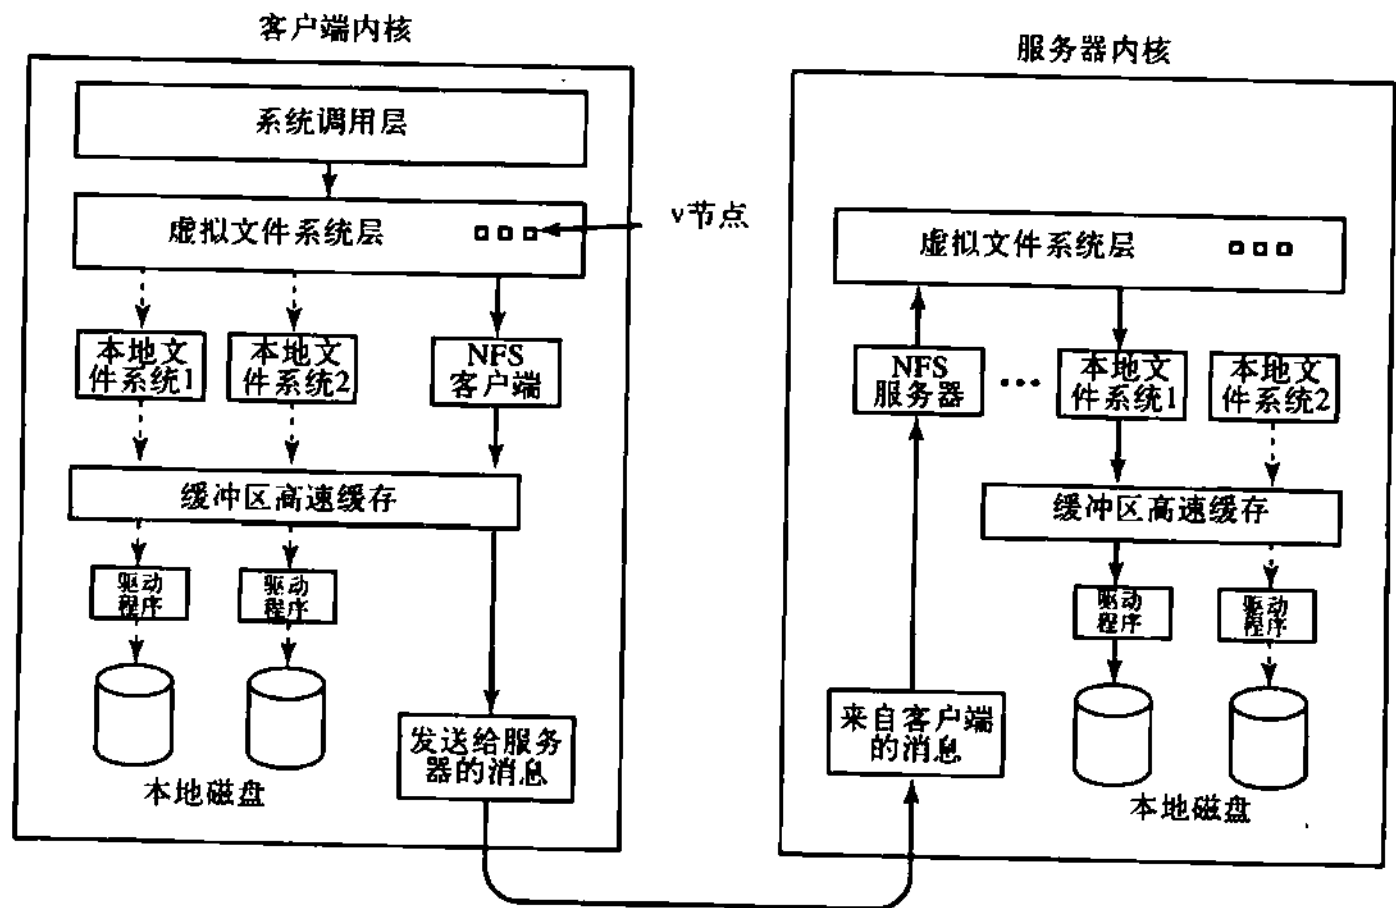 客户端内核
系统调用层
虚拟文件系统层
v节点
本地文
件系统1
本地文
件系统2
NFS
客户端
缓冲区高速缓存
驱动
程序
驱动
程序
本地磁盘
发送给服务
器的消息
服务器内核
虚拟文件系统层
NFS
服务器
本地文
件系统1
本地文
件系统2
缓冲区高速缓存
驱动
程序
驱动
程序
来自客户端
的消息
本地磁盘